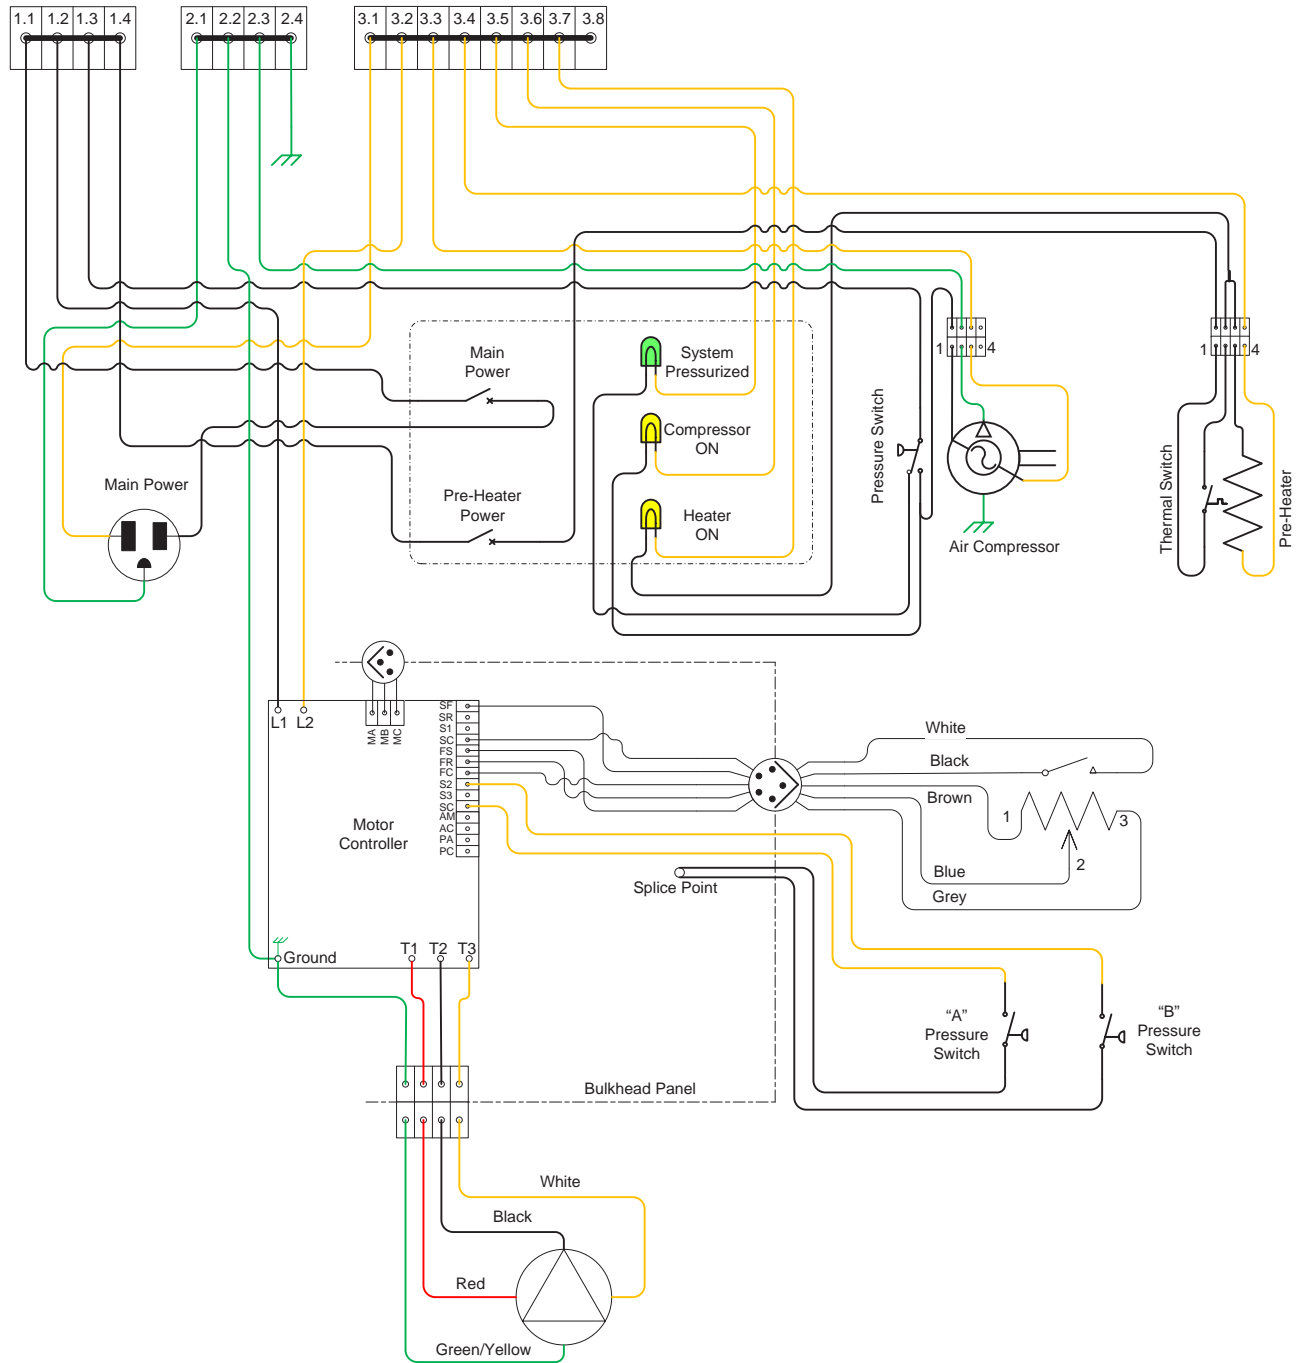 1.1 1.2 1.3 1.4
2.1 2.2 2.3 2.4
3.1 3.2 3.3 3.4 3.5 3.6 3.7 3.8
Main
Power
System
Pressurized
1 4
1 4
Compressor
ON
Pressure Switch
Main Power
Pre-Heater
Power
Heater
ON
Air Compressor
Thermal Switch
Pre-Heater
L1 L2
MA
MB
MC
SF
SR
S1
SC
FS
FR
FC
S2
S3
SC
AM
AC
PA
PC
Motor
Controller
White
Black
Brown
1
3
2
Blue
Grey
Splice Point
Ground
T1 T2 T3
“A”
Pressure
Switch
“B”
Pressure
Switch
Bulkhead Panel
White
Black
Red
Green/Yellow